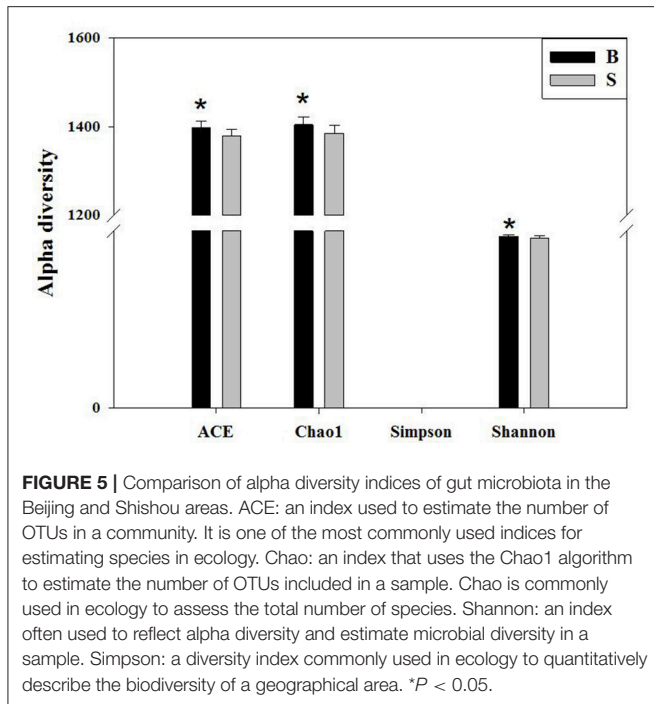 1600
B
S
*
*
1400
Alpha diversity
1200
*
0
ACE Chao1 Simpson Shannon
FIGURE 5 | Comparison of alpha diversity indices of gut microbiota in the
Beijing and Shishou areas. ACE: an index used to estimate the number of
OTUs in a community. It is one of the most commonly used indices for
estimating species in ecology. Chao: an index that uses the Chao1 algorithm
to estimate the number of OTUs included in a sample. Chao is commonly
used in ecology to assess the total number of species. Shannon: an index
often used to reflect alpha diversity and estimate microbial diversity in a
sample. Simpson: a diversity index commonly used in ecology to quantitatively
describe the biodiversity of a geographical area. *P < 0.05.